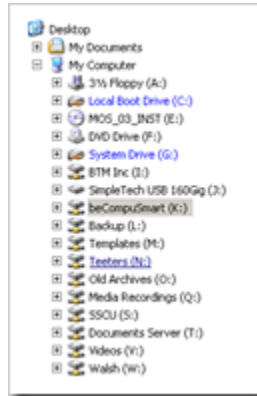 Desktop
My Documents
My Computer
3½ Floppy (A:)
Local Boot Drive (C:)
MOS_03_INST (E:)
DVD Drive (F:)
System Drive (G:)
BTM Inc (I:)
SimpleTech USB 160Gig (J:)
beCompuSmart (K:)
Backup (L:)
Templates (M:)
Teeters (N:)
Old Archives (O:)
Media Recordings (Q:)
SSCU (S:)
Documents Server (T:)
Videos (V:)
Walsh (W:)